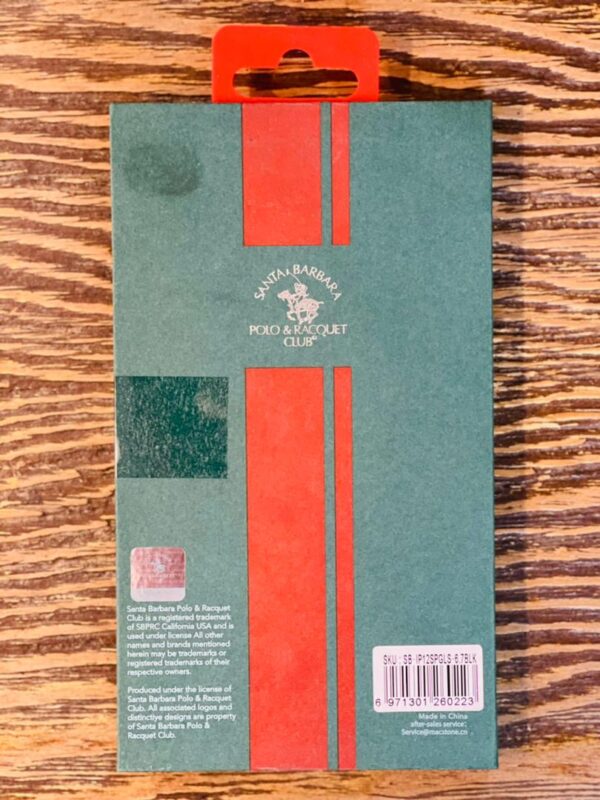 SANTA BARBARA
POLO & RACQUET
CLUB
Santa Barbara Polo & Racquet
Club is a registered trademark
of SBPRC California USA and is
used under license All other
names and brands mentioned
herein may be trademarks or
registered trademarks of their
respective owners.
Produced under the license of
Santa Barbara Polo & Racquet
Club. All associated logos and
distinctive designs are property
of Santa Barbara Polo &
Racquet Club.
SKU : SB-IP12SPGLS-6.7BLK
6 971301 260223
Made in China
after-sales service:
Service@macstone.cn